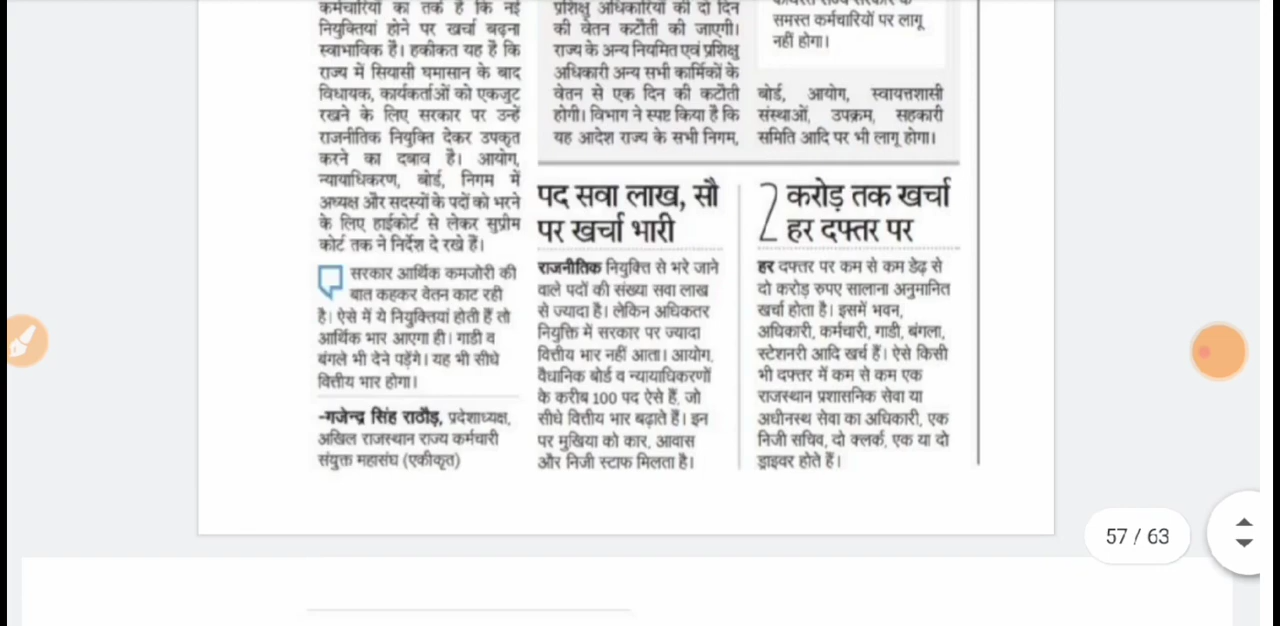 कर्मचारियों का तर्क है कि नई
नियुक्तियां होने पर खर्चा बढ़ना
स्वाभाविक है। हकीकत यह है कि
राज्य में सियासी घमासान के बाद
विधायक, कार्यकर्ताओं को एकजुट
रखने के लिए सरकार पर उन्हें
राजनीतिक नियुक्ति देकर उपकृत
करने का दबाव है। आयोग,
न्यायाधिकरण, बोर्ड, निगम में
अध्यक्ष और सदस्यों के पदों को भरने
के लिए हाईकोर्ट से लेकर सुप्रीम
कोर्ट तक ने निर्देश दे रखे हैं।
सरकार आर्थिक कमजोरी की
बात कहकर वेतन काट रही
है। ऐसे में ये नियुक्तियां होती हैं तो
आर्थिक भार आएगा ही। गाडी व
बंगले भी देने पड़ेंगे। यह भी सीधे
वित्तीय भार होगा।
-गजेन्द्र सिंह राठौड़, प्रदेशाध्यक्ष,
अखिल राजस्थान राज्य कर्मचारी
संयुक्त महासंघ (एकीकृत)
प्रशिक्षु अधिकारियों की दो दिन
की वेतन कटौती की जाएगी।
राज्य के अन्य नियमित एवं प्रशिक्षु
अधिकारी अन्य सभी कार्मिकों के
वेतन से एक दिन की कटौती
होगी। विभाग ने स्पष्ट किया है कि
यह आदेश राज्य के सभी निगम,
समस्त कर्मचारियों पर लागू
नहीं होगा।
बोर्ड, आयोग, स्वायत्तशासी
संस्थाओं, उपक्रम, सहकारी
समिति आदि पर भी लागू होगा।
पद सवा लाख, सौ
पर खर्चा भारी
राजनीतिक नियुक्ति से भरे जाने
वाले पदों की संख्या सवा लाख
से ज्यादा है। लेकिन अधिकतर
नियुक्ति में सरकार पर ज्यादा
वित्तीय भार नहीं आता। आयोग,
वैधानिक बोर्ड व न्यायाधिकरणों
के करीब 100 पद ऐसे हैं, जो
सीधे वित्तीय भार बढ़ाते हैं। इन
पर मुखिया को कार, आवास
और निजी स्टाफ मिलता है।
2 करोड़ तक खर्चा
हर दफ्तर पर
हर दफ्तर पर कम से कम डेढ़ से
दो करोड़ रुपए सालाना अनुमानित
खर्चा होता है। इसमें भवन,
अधिकारी, कर्मचारी, गाडी, बंगला,
स्टेशनरी आदि खर्च हैं। ऐसे किसी
भी दफ्तर में कम से कम एक
राजस्थान प्रशासनिक सेवा या
अधीनस्थ सेवा का अधिकारी, एक
निजी सचिव, दो क्लर्क, एक या दो
ड्राइवर होते हैं।
57 / 63